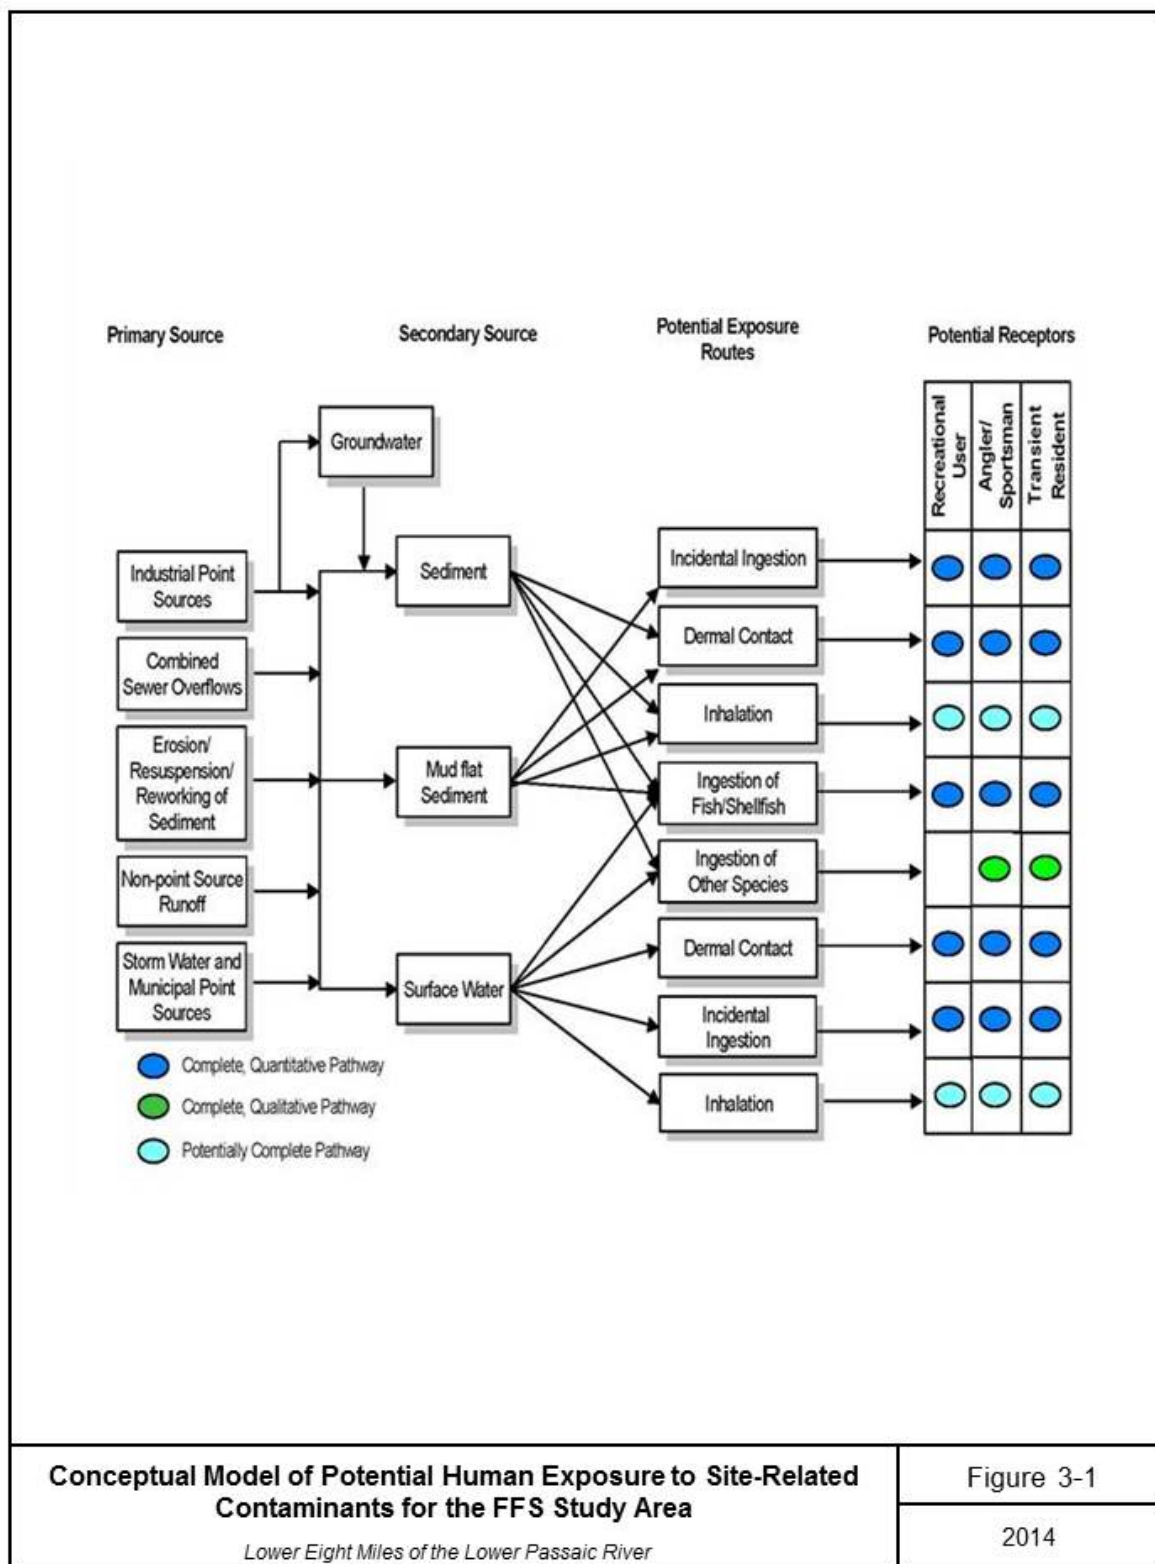 Primary Source
Secondary Source
Potential Exposure
Routes
Potential Receptors
Recreational
User
Angler/
Sportsman
Transient
Resident
Groundwater
Industrial Point
Sources
Combined
Sewer Overflows
Erosion/
Resuspension/
Reworking of
Sediment
Non-point Source
Runoff
Storm Water and
Municipal Point
Sources
Sediment
Mud flat
Sediment
Surface Water
Incidental Ingestion
Dermal Contact
Inhalation
Ingestion of
Fish/Shellfish
Ingestion of
Other Species
Dermal Contact
Incidental
Ingestion
Inhalation
Complete, Quantitative Pathway
Complete, Qualitative Pathway
Potentially Complete Pathway
Conceptual Model of Potential Human Exposure to Site-Related
Contaminants for the FFS Study Area
Lower Eight Miles of the Lower Passaic River
Figure 3-1
2014